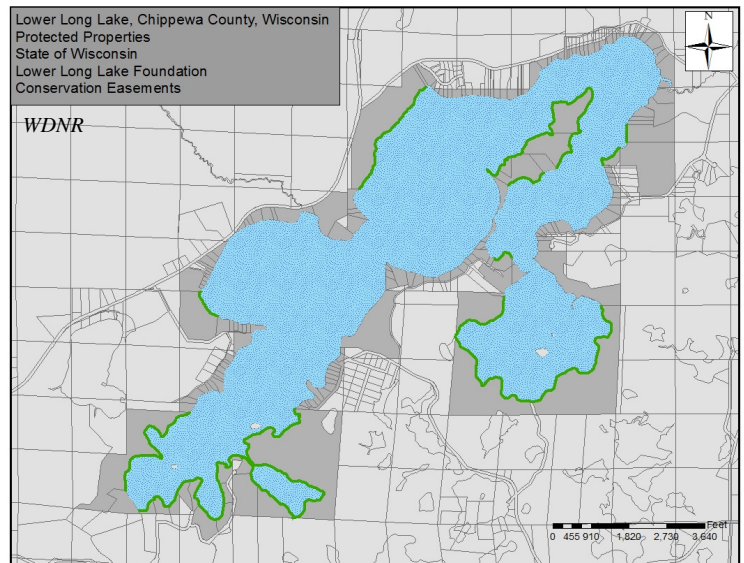 Lower Long Lake, Chippewa County, Wisconsin
Protected Properties
State of Wisconsin
Lower Long Lake Foundation
Conservation Easements
WDNR
N
Feet
0 455 910 1,820 2,730 3,640